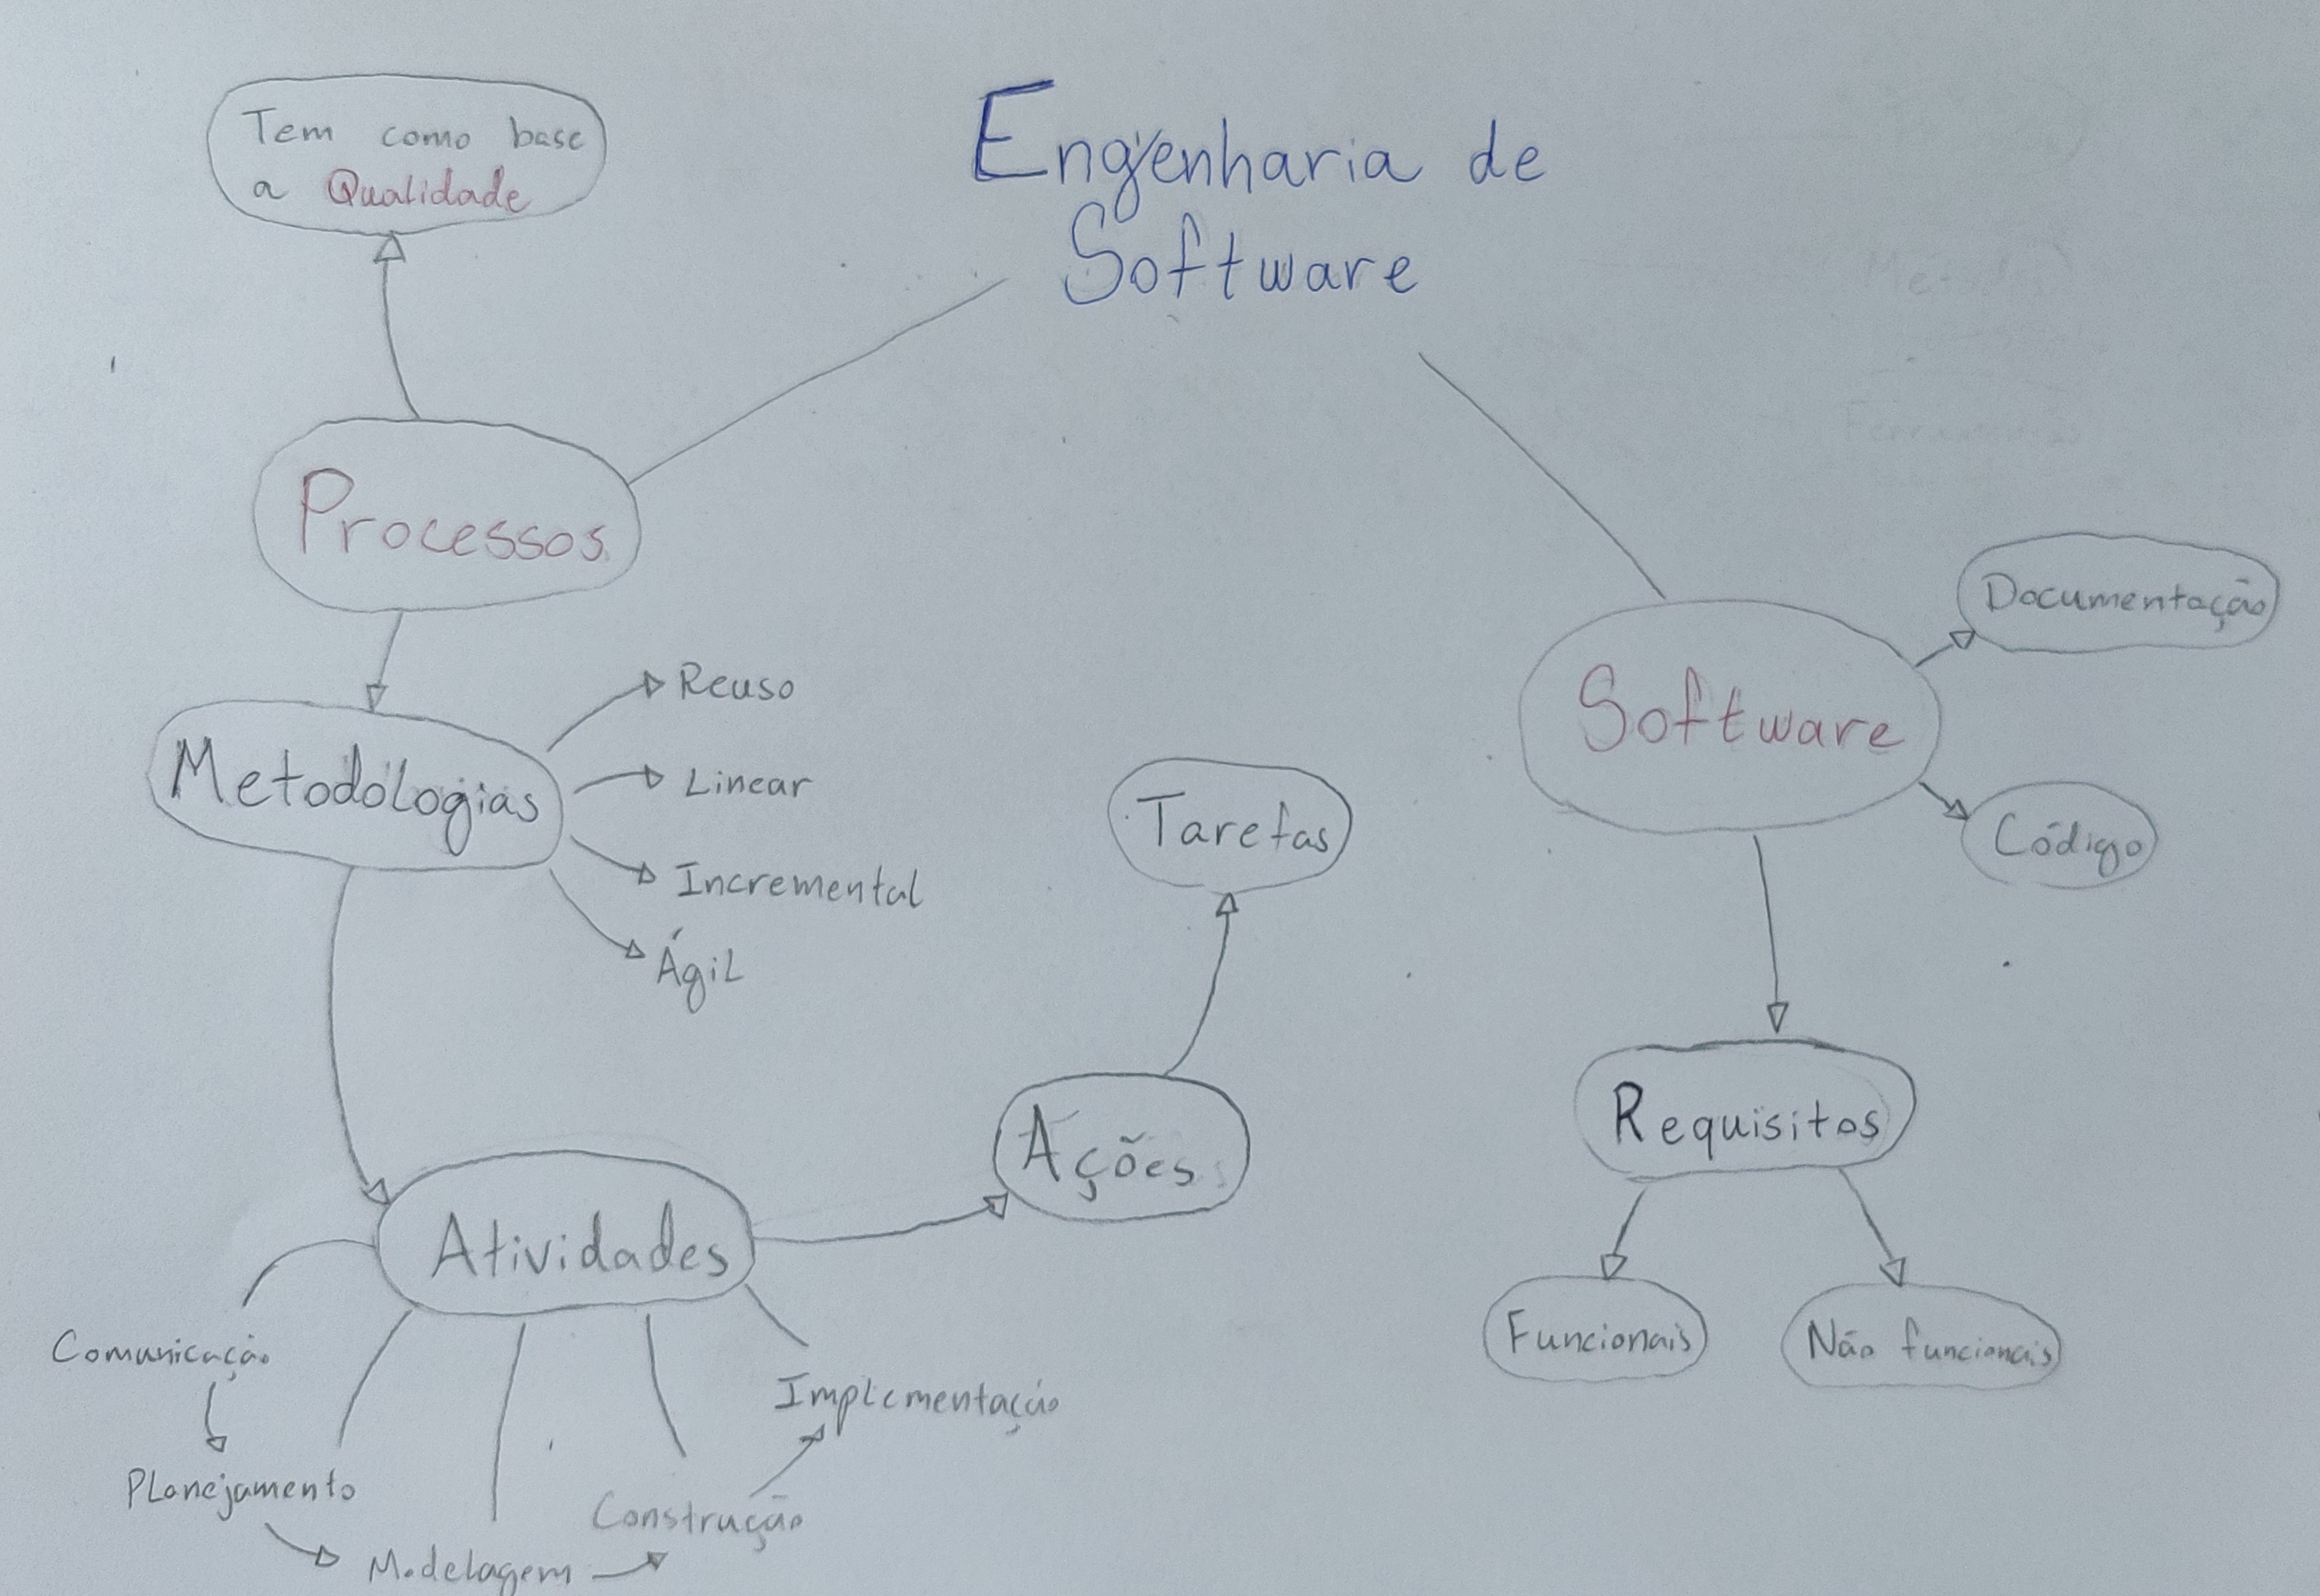 Engenharia de
Software
Tem como base
a Qualidade
Processos
Metodologias
Reuso
Linear
Incremental
Ágil
Atividades
Comunicação
Planejamento
Modelagem
Construção
Implementação
Ações
Tarefas
Software
Documentação
Código
Requisitos
Funcionais
Não funcionais